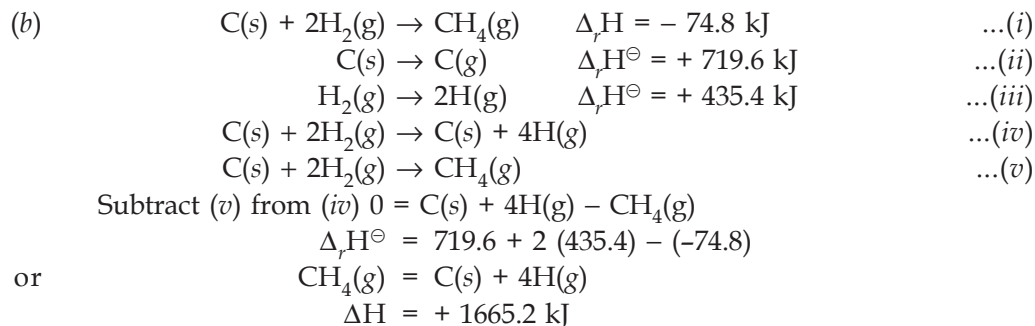 (b) C(s) + 2H₂(g) → CH₄(g) ΔᵣH = – 74.8 kJ ...(i)
C(s) → C(g) ΔᵣH⊖ = + 719.6 kJ ...(ii)
H₂(g) → 2H(g) ΔᵣH⊖ = + 435.4 kJ ...(iii)
C(s) + 2H₂(g) → C(s) + 4H(g) ...(iv)
C(s) + 2H₂(g) → CH₄(g) ...(v)
Subtract (v) from (iv) 0 = C(s) + 4H(g) – CH₄(g)
ΔᵣH⊖ = 719.6 + 2 (435.4) – (–74.8)
or CH₄(g) = C(s) + 4H(g)
ΔH = + 1665.2 kJ